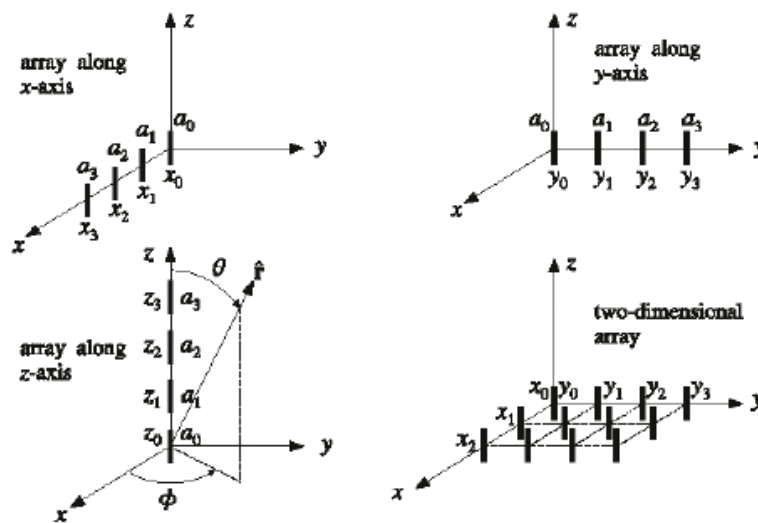 z
array along
x-axis
a0
a1
a2
a3
y
x0
x1
x2
x3
x
z
array along
y-axis
a0 a1 a2 a3
y
y0 y1 y2 y3
x
z
θ r̂
z3 a3
z2 a2
array along
z-axis
z1 a1
z0 a0
y
x
ϕ
z
two-dimensional
array
x0 y0 y1 y2 y3
y
x1
x2
x